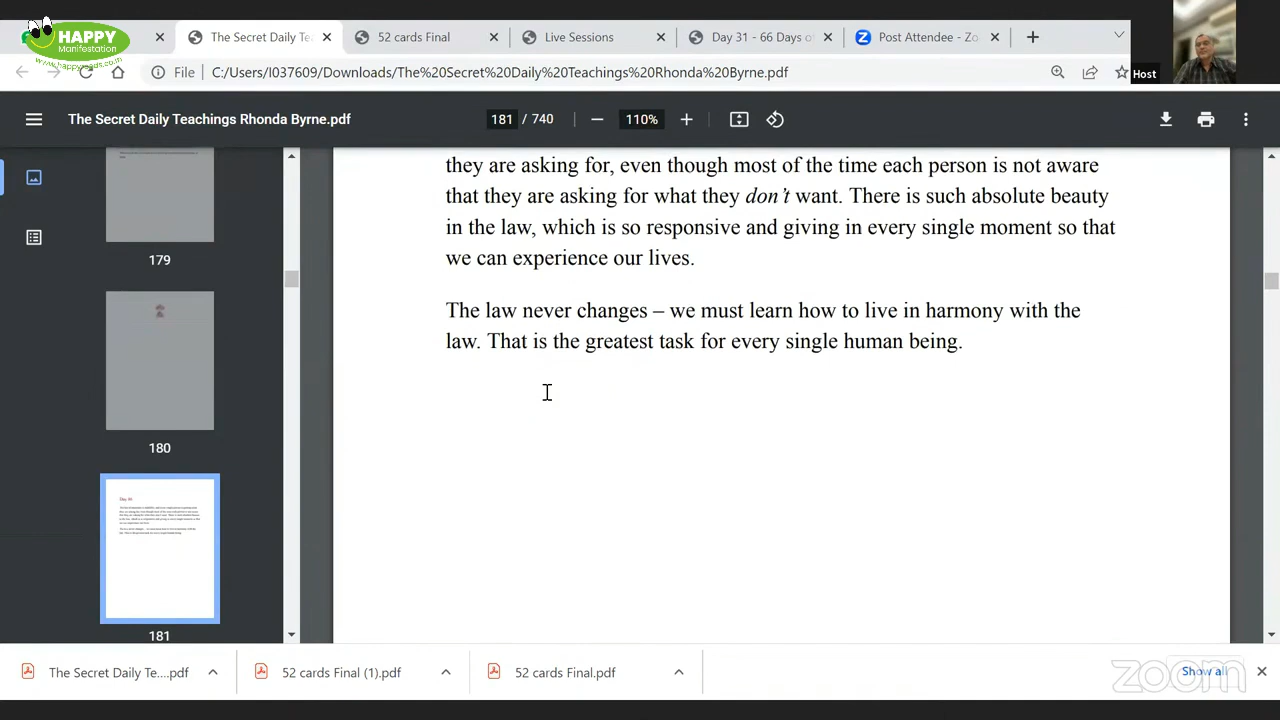 HAPPY
Manifestation
The Secret Daily Te
52 cards Final
Live Sessions
Day 31 - 66 Days o
Post Attendee - Zo
File
C:/Users/I037609/Downloads/The%20Secret%20Daily%20Teachings%20Rhonda%20Byrne.pdf
Host
The Secret Daily Teachings Rhonda Byrne.pdf
181 / 740
110%
179
180
181
they are asking for, even though most of the time each person is not aware
that they are asking for what they don't want. There is such absolute beauty
in the law, which is so responsive and giving in every single moment so that
we can experience our lives.
The law never changes – we must learn how to live in harmony with the
law. That is the greatest task for every single human being.
The Secret Daily Te....pdf
52 cards Final (1).pdf
52 cards Final.pdf
Show all
zoom